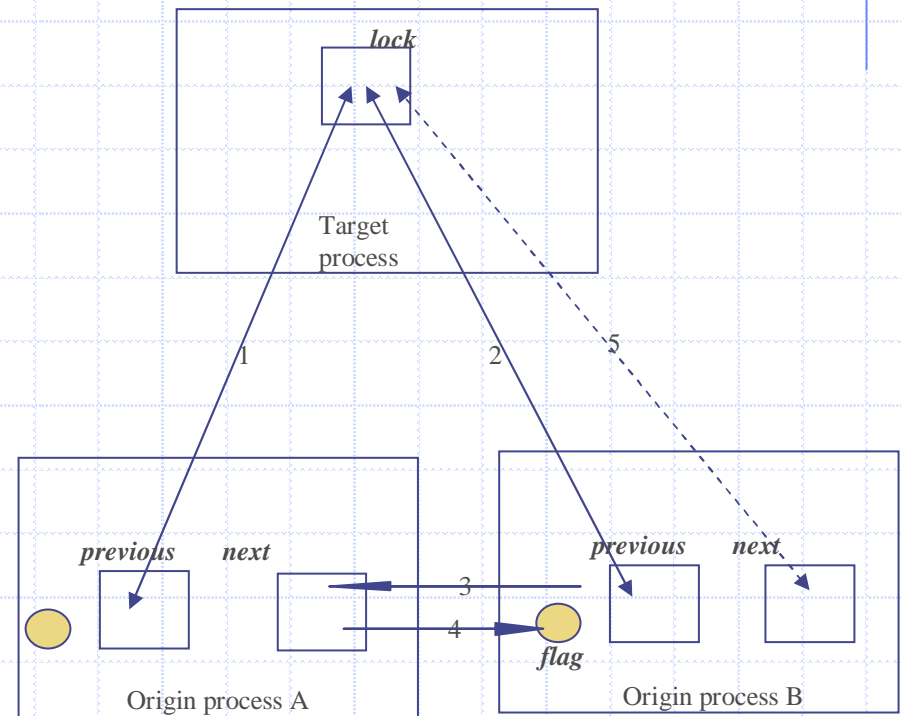 lock
Target
process
1
2
5
previous
next
previous
next
3
4
flag
Origin process A
Origin process B